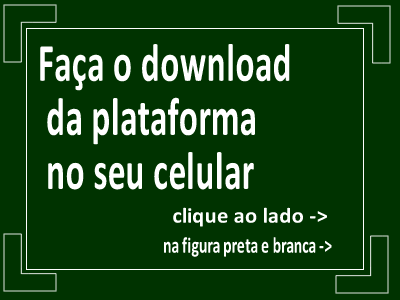 Faça o download
da plataforma
no seu celular
clique ao lado ->
na figura preta e branca ->